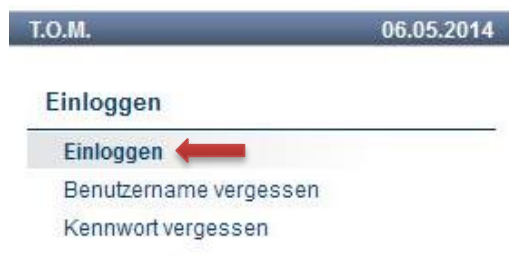 T.O.M. 06.05.2014
Einloggen
Einloggen
Benutzername vergessen
Kennwort vergessen